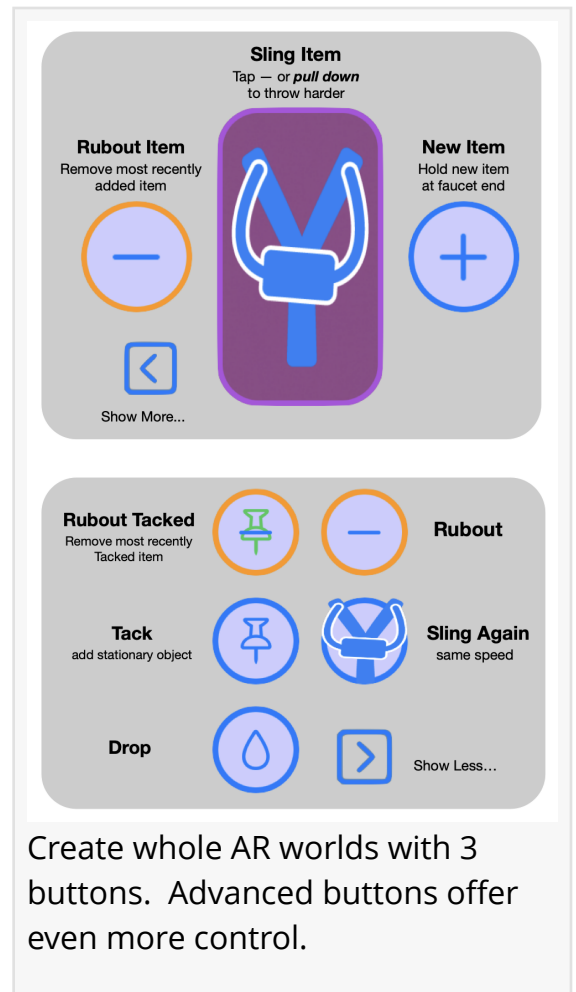 Sling Item
Tap — or pull down
to throw harder
Rubout Item
Remove most recently
added item
New Item
Hold new item
at faucet end
Show More...
Rubout Tacked
Remove most recently
Tacked item
Rubout
Tack
add stationary object
Sling Again
same speed
Drop
Show Less...
Create whole AR worlds with 3
buttons.  Advanced buttons offer
even more control.